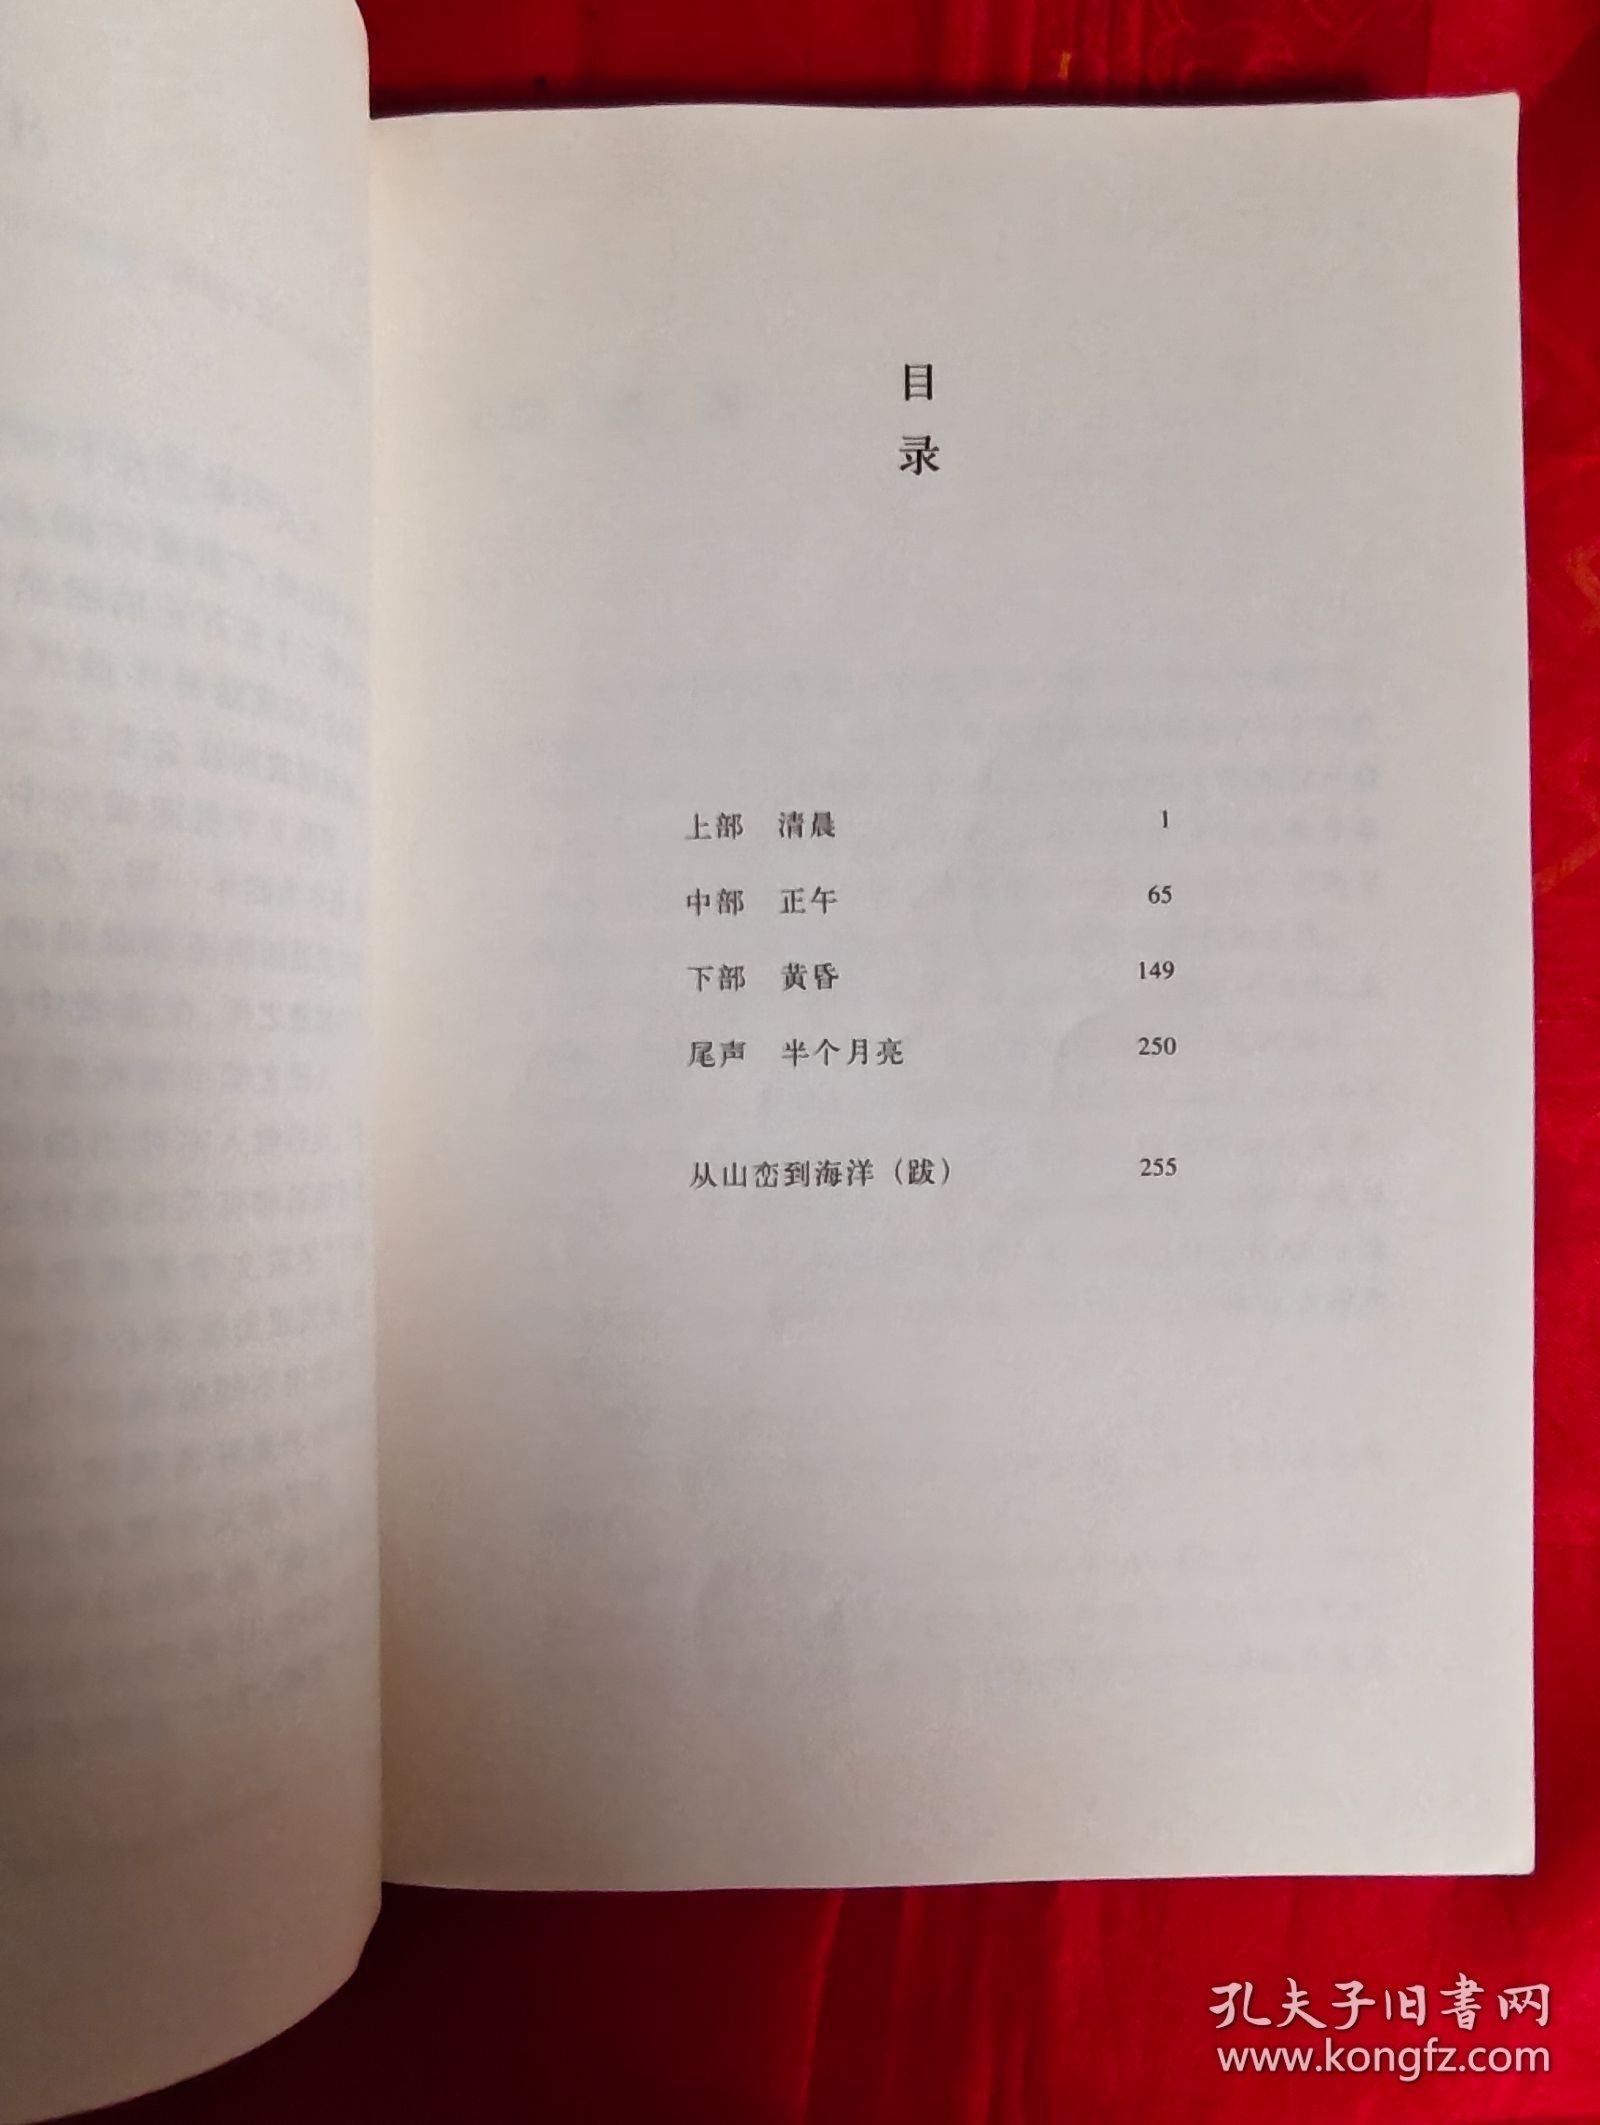 目
录
上部 清晨 1
中部 正午 65
下部 黄昏 149
尾声 半个月亮 250
从山峦到海洋（跋） 255
孔夫子旧书网
www.kongfz.com